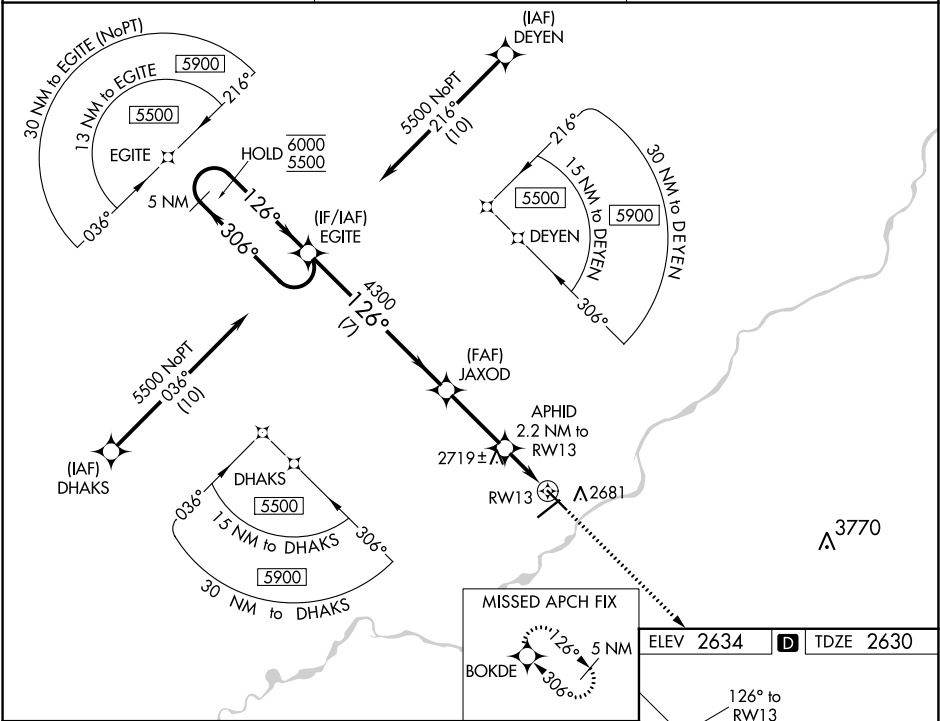 30 NM to EGITE (NoPT)
5900
13 NM to EGITE
5500
216°
EGITE
036°
HOLD 6000
5500
5 NM
126°
306°
(IF/IAF)
EGITE
(IAF)
DEYEN
5500 NoPT
216°
(10)
216°
15 NM to DEYEN
30 NM to DEYEN
5500
5900
DEYEN
306°
4300
126°
(7)
(FAF)
JAXOD
5500 NoPT
036°
(10)
(IAF)
DHAKS
APHID
2.2 NM to
RW13
2719±
RW13
2681
3770
DHAKS
5500
036°
306°
15 NM to DHAKS
5900
30 NM to DHAKS
MISSED APCH FIX
126°
5 NM
BOKDE
306°
ELEV 2634 D TDZE 2630
126° to
RW13